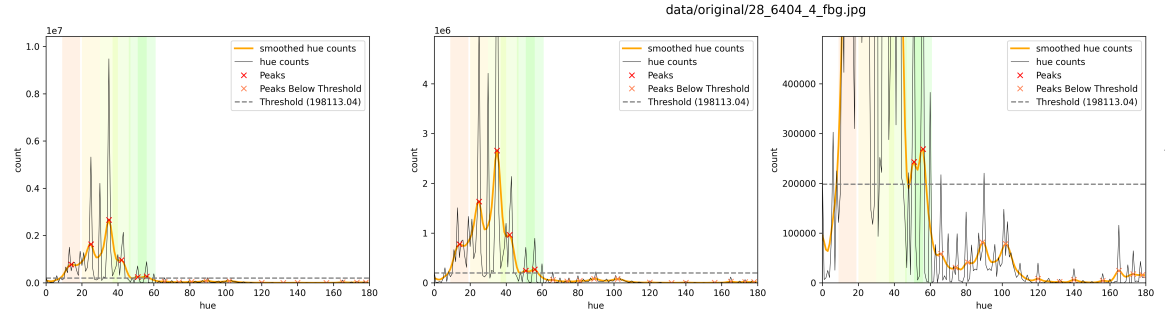 data/original/28_6404_4_fbg.jpg
1e7
1.0
0.8
0.6
0.4
0.2
0.0
count
0 20 40 60 80 100 120 140 160 180
hue
smoothed hue counts
hue counts
Peaks
Peaks Below Threshold
Threshold (198113.04)
1e6
4
3
2
1
0
count
0 20 40 60 80 100 120 140 160 180
hue
smoothed hue counts
hue counts
Peaks
Peaks Below Threshold
Threshold (198113.04)
400000
300000
200000
100000
0
count
0 20 40 60 80 100 120 140 160 180
hue
smoothed hue counts
hue counts
Peaks
Peaks Below Threshold
Threshold (198113.04)